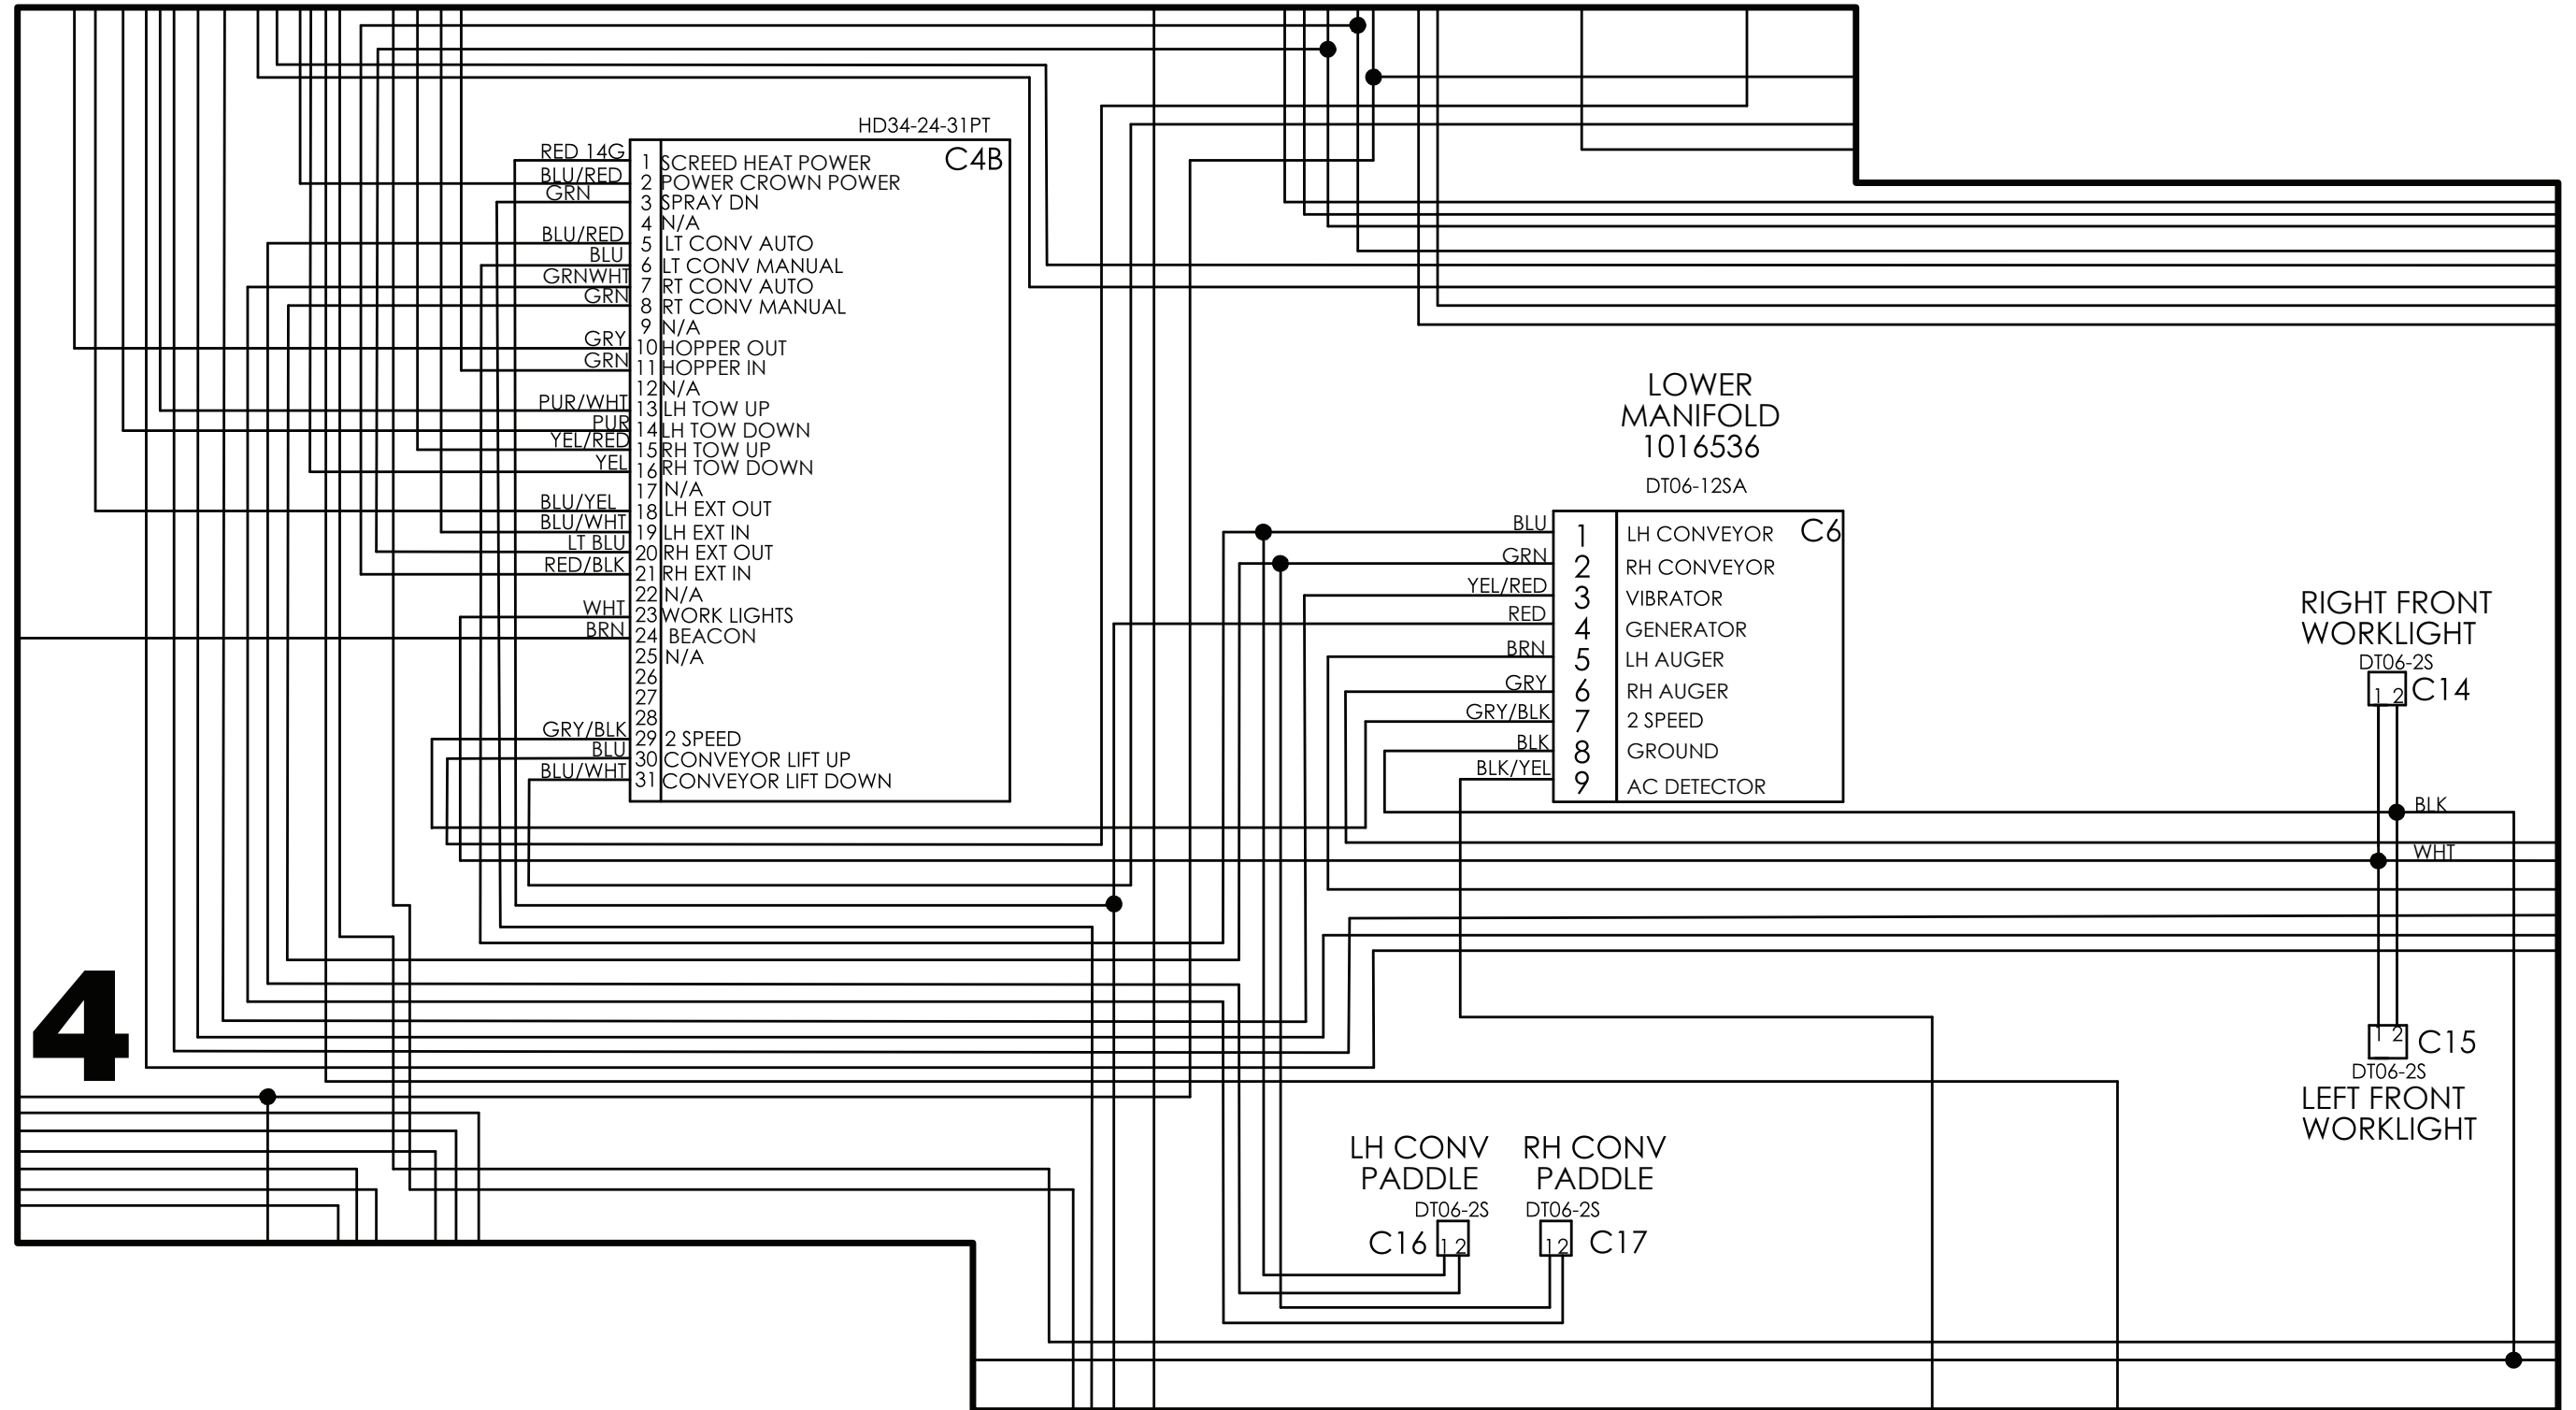 HD34-24-31PT
C4B
RED 14G 1 SCREED HEAT POWER
BLU/RED 2 POWER CROWN POWER
GRN 3 SPRAY DN
4 N/A
BLU/RED 5 LT CONV AUTO
BLU 6 LT CONV MANUAL
GRNWHT 7 RT CONV AUTO
GRN 8 RT CONV MANUAL
9 N/A
GRY 10 HOPPER OUT
GRN 11 HOPPER IN
12 N/A
PUR/WHT 13 LH TOW UP
PUR 14 LH TOW DOWN
YEL/RED 15 RH TOW UP
YEL 16 RH TOW DOWN
17 N/A
BLU/YEL 18 LH EXT OUT
BLU/WHT 19 LH EXT IN
LT BLU 20 RH EXT OUT
RED/BLK 21 RH EXT IN
22 N/A
WHT 23 WORK LIGHTS
BRN 24 BEACON
25 N/A
26
27
28
GRY/BLK 29 2 SPEED
BLU 30 CONVEYOR LIFT UP
BLU/WHT 31 CONVEYOR LIFT DOWN
LOWER
MANIFOLD
1016536
DT06-12SA
C6
BLU 1 LH CONVEYOR
GRN 2 RH CONVEYOR
YEL/RED 3 VIBRATOR
RED 4 GENERATOR
BRN 5 LH AUGER
GRY 6 RH AUGER
GRY/BLK 7 2 SPEED
BLK 8 GROUND
BLK/YEL 9 AC DETECTOR
RIGHT FRONT
WORKLIGHT
DT06-2S
1 2 C14
BLK
WHT
1 2 C15
DT06-2S
LEFT FRONT
WORKLIGHT
4
LH CONV
PADDLE
DT06-2S
C16 1 2
RH CONV
PADDLE
DT06-2S
1 2 C17